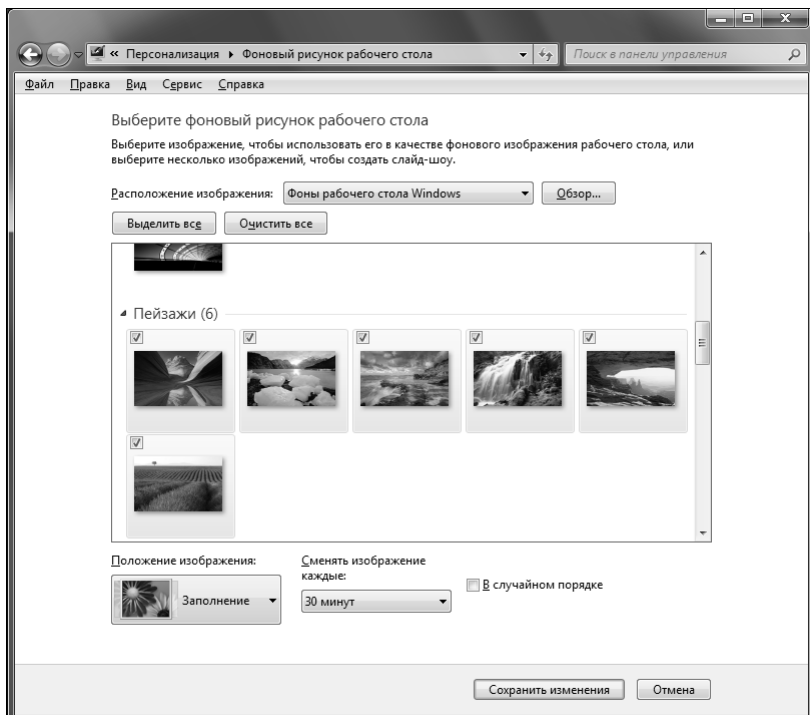 « Персонализация ▸ Фоновый рисунок рабочего стола
Поиск в панели управления
Файл Правка Вид Сервис Справка
Выберите фоновый рисунок рабочего стола
Выберите изображение, чтобы использовать его в качестве фонового изображения рабочего стола, или
выберите несколько изображений, чтобы создать слайд-шоу.
Расположение изображения: Фоны рабочего стола Windows Обзор...
Выделить все Очистить все
Пейзажи (6)
Положение изображения: Сменять изображение
каждые:
Заполнение 30 минут В случайном порядке
Сохранить изменения Отмена